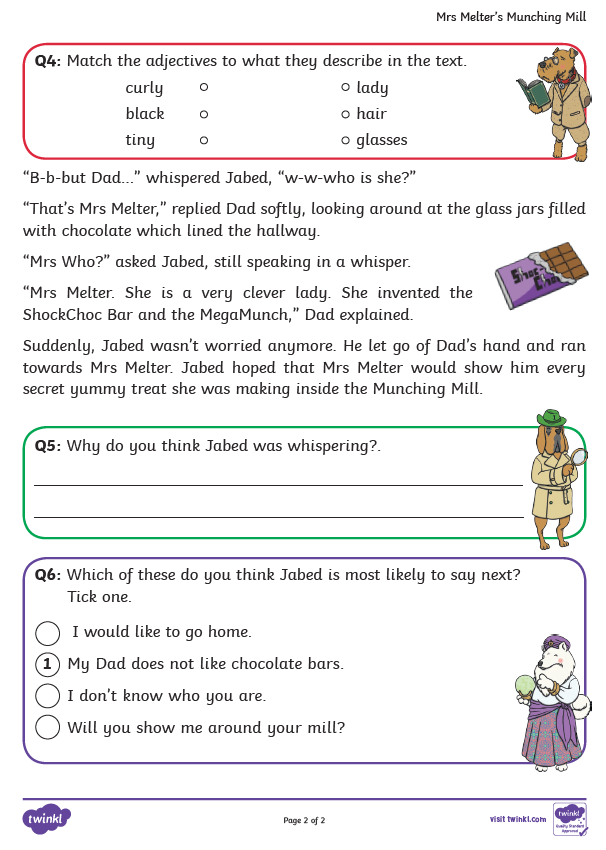 Mrs Melter's Munching Mill
Q4: Match the adjectives to what they describe in the text.
curly lady
black hair
tiny glasses
“B-b-but Dad...” whispered Jabed, “w-w-who is she?”
“That's Mrs Melter,” replied Dad softly, looking around at the glass jars filled
with chocolate which lined the hallway.
“Mrs Who?” asked Jabed, still speaking in a whisper.
“Mrs Melter. She is a very clever lady. She invented the
ShockChoc Bar and the MegaMunch,” Dad explained.
Shoc-
Choc
Suddenly, Jabed wasn't worried anymore. He let go of Dad's hand and ran
towards Mrs Melter. Jabed hoped that Mrs Melter would show him every
secret yummy treat she was making inside the Munching Mill.
Q5: Why do you think Jabed was whispering?.
Q6: Which of these do you think Jabed is most likely to say next?
Tick one.
I would like to go home.
1 My Dad does not like chocolate bars.
I don't know who you are.
Will you show me around your mill?
twinkl
Page 2 of 2
visit twinkl.com
twinkl
Quality Standard
Approved